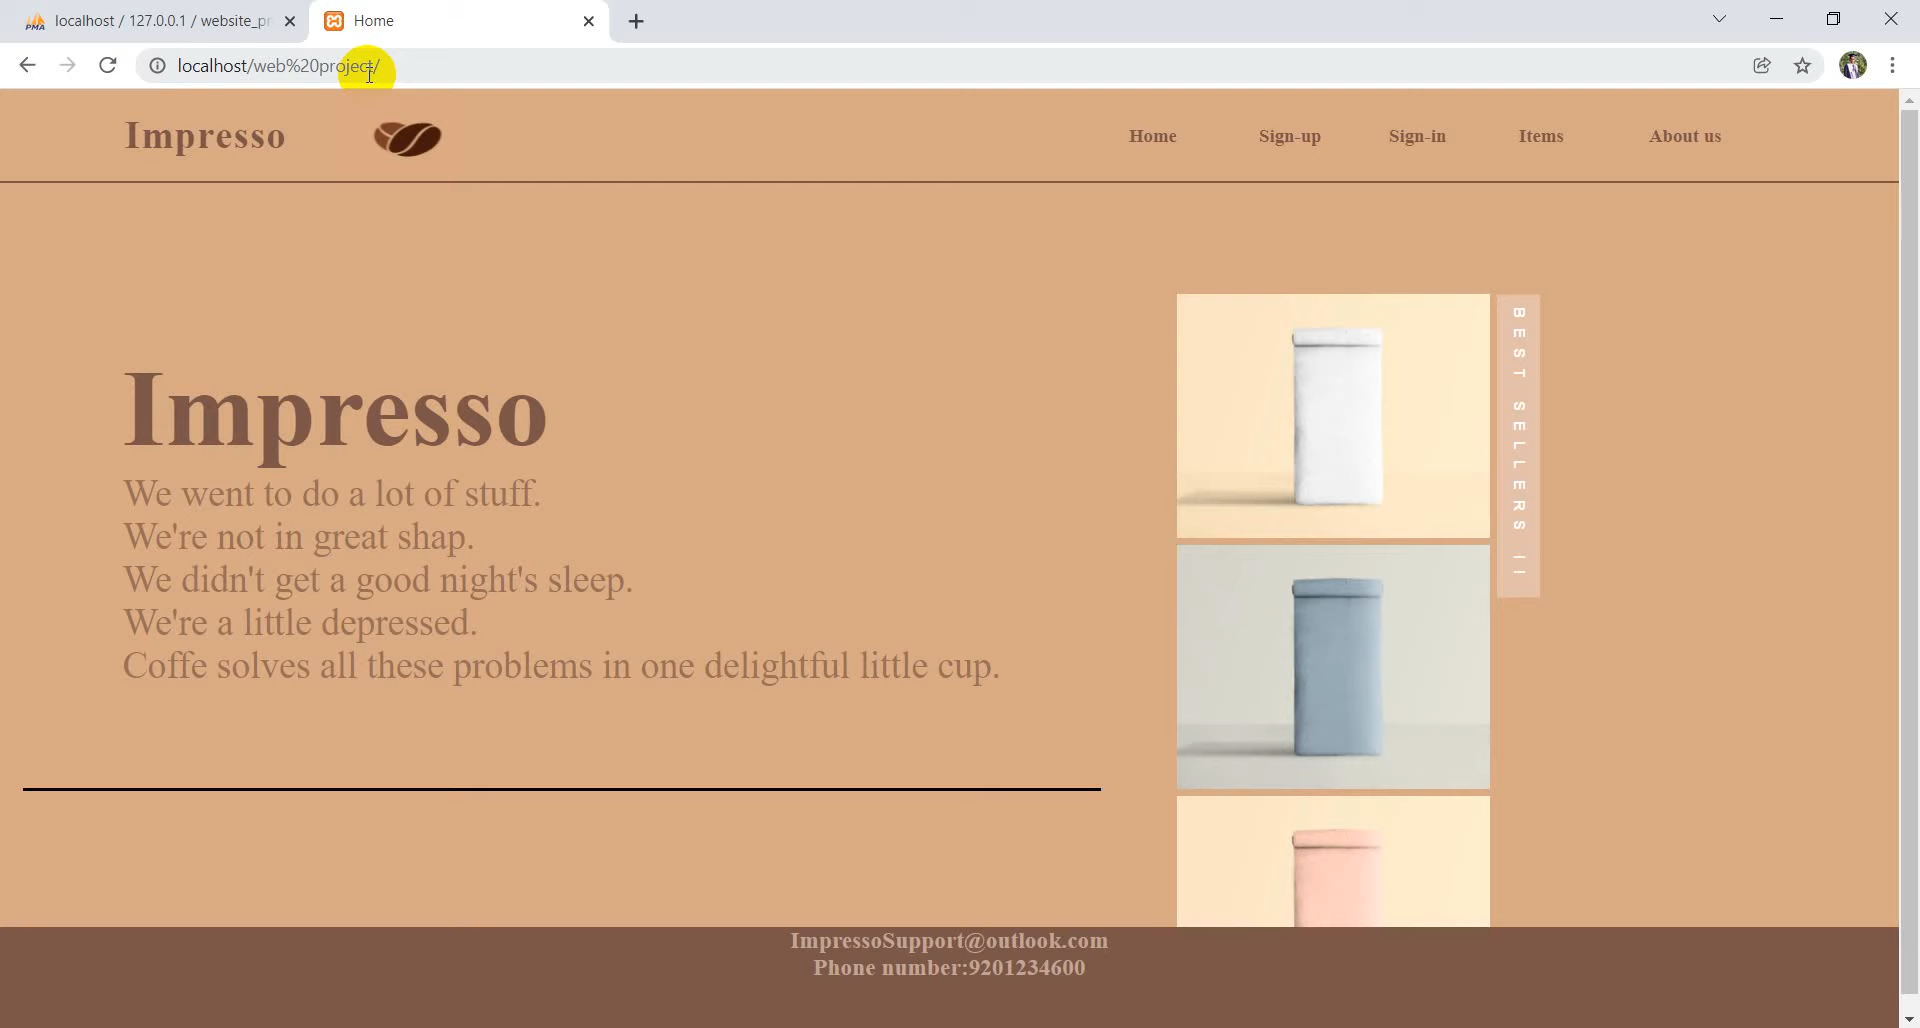 localhost / 127.0.0.1 / website_pr
Home
localhost/web%20project/
Impresso
Home
Sign-up
Sign-in
Items
About us
Impresso
We went to do a lot of stuff.
We're not in great shap.
We didn't get a good night's sleep.
We're a little depressed.
Coffe solves all these problems in one delightful little cup.
BEST SELLERS II
ImpressoSupport@outlook.com
Phone number:9201234600